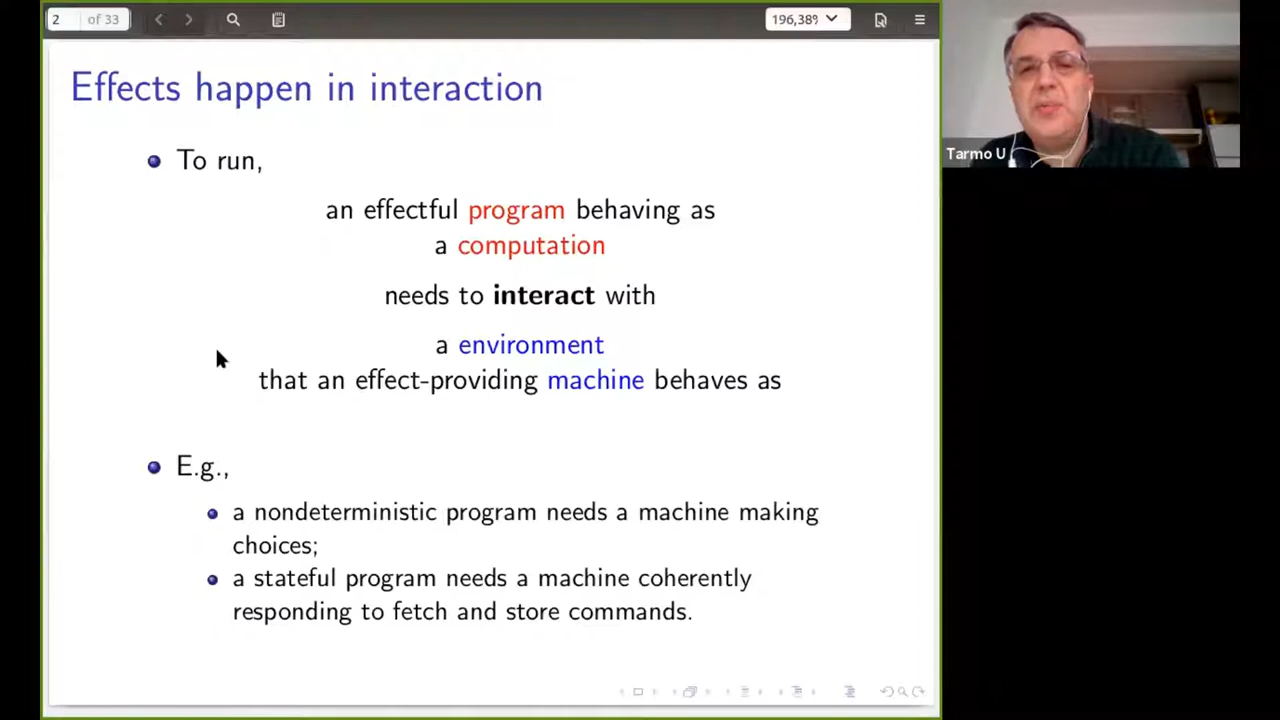 2 of 33
196,38%
Effects happen in interaction
To run,
an effectful program behaving as
a computation
needs to interact with
a environment
that an effect-providing machine behaves as
E.g.,
a nondeterministic program needs a machine making
choices;
a stateful program needs a machine coherently
responding to fetch and store commands.
Tarmo U